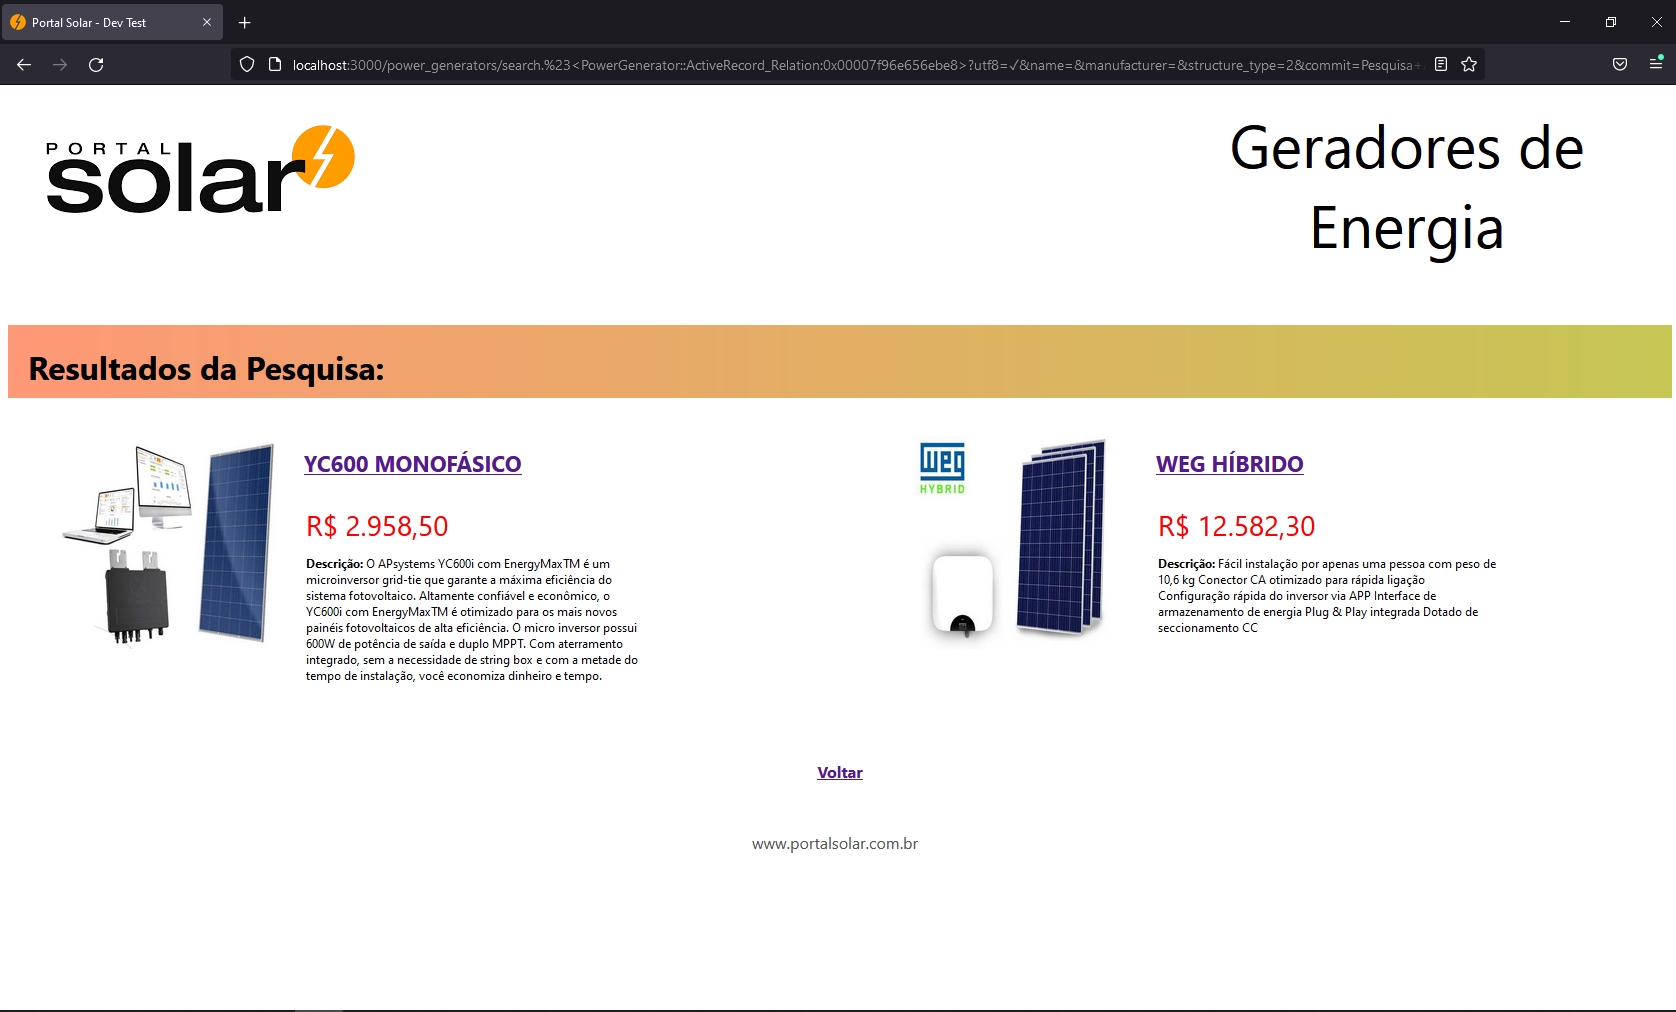 Portal Solar - Dev Test
localhost:3000/power_generators/search.%23<PowerGenerator::ActiveRecord_Relation:0x00007f96e656ebe8>?utf8=✓&name=&manufacturer=&structure_type=2&commit=Pesquisa+
PORTAL
solar
Geradores de
Energia
Resultados da Pesquisa:
YC600 MONOFÁSICO
R$ 2.958,50
Descrição: O APsystems YC600i com EnergyMaxTM é um
microinversor grid-tie que garante a máxima eficiência do
sistema fotovoltaico. Altamente confiável e econômico, o
YC600i com EnergyMaxTM é otimizado para os mais novos
painéis fotovoltaicos de alta eficiência. O micro inversor possui
600W de potência de saída e duplo MPPT. Com aterramento
integrado, sem a necessidade de string box e com a metade do
tempo de instalação, você economiza dinheiro e tempo.
weg
HYBRID
WEG HÍBRIDO
R$ 12.582,30
Descrição: Fácil instalação por apenas uma pessoa com peso de
10,6 kg Conector CA otimizado para rápida ligação
Configuração rápida do inversor via APP Interface de
armazenamento de energia Plug & Play integrada Dotado de
seccionamento CC
Voltar
www.portalsolar.com.br